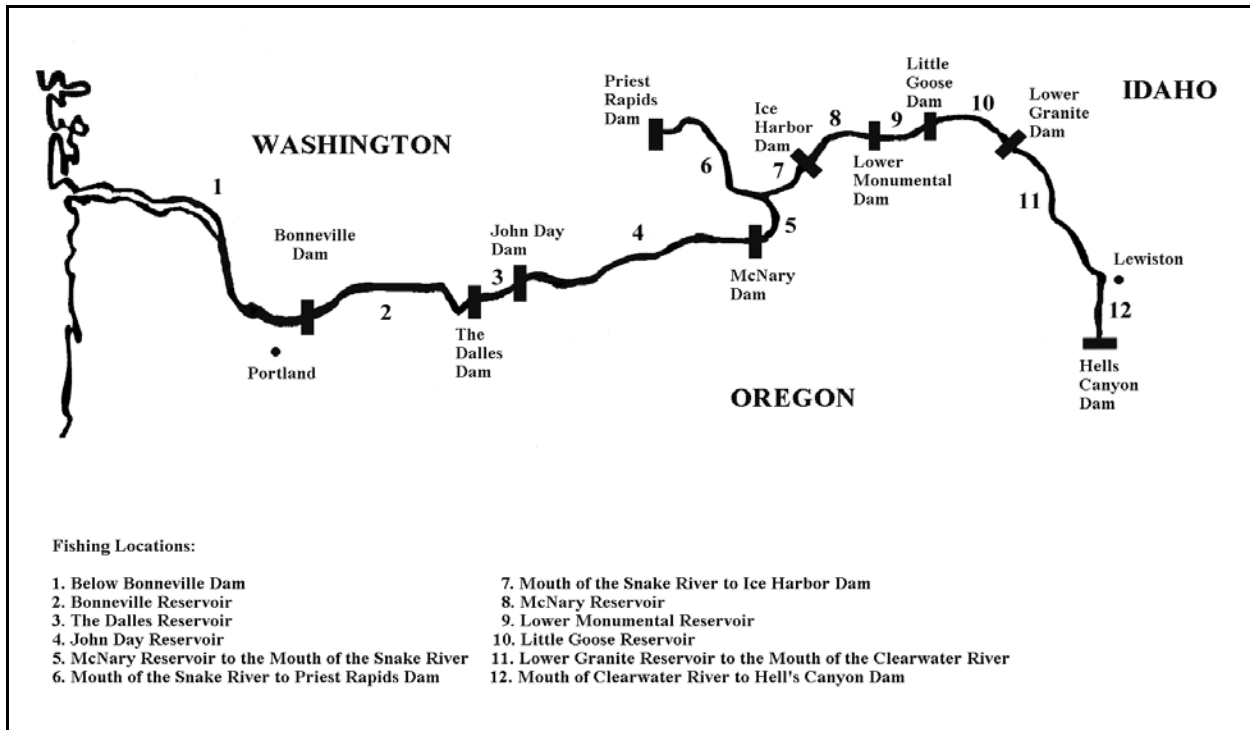 WASHINGTON
IDAHO
OREGON
1
Bonneville
Dam
Portland
2
The
Dalles
Dam
3
John Day
Dam
4
McNary
Dam
5
6
Priest
Rapids
Dam
7
Ice
Harbor
Dam
8
Lower
Monumental
Dam
9
Little
Goose
Dam
10
Lower
Granite
Dam
11
Lewiston
12
Hells
Canyon
Dam
Fishing Locations:
1. Below Bonneville Dam
2. Bonneville Reservoir
3. The Dalles Reservoir
4. John Day Reservoir
5. McNary Reservoir to the Mouth of the Snake River
6. Mouth of the Snake River to Priest Rapids Dam
7. Mouth of the Snake River to Ice Harbor Dam
8. McNary Reservoir
9. Lower Monumental Reservoir
10. Little Goose Reservoir
11. Lower Granite Reservoir to the Mouth of the Clearwater River
12. Mouth of Clearwater River to Hell's Canyon Dam